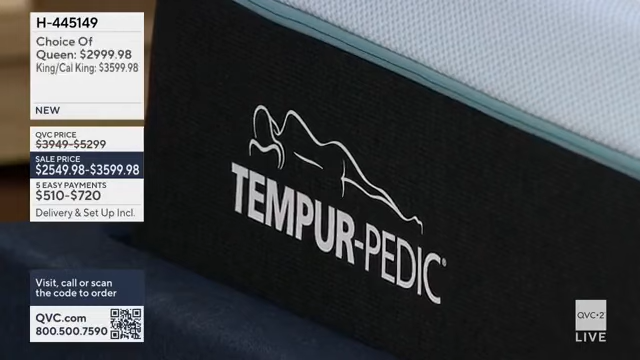 H-445149
Choice Of
Queen: $2999.98
King/Cal King: $3599.98
NEW
QVC PRICE
$3949-$5299
SALE PRICE
$2549.98-$3599.98
5 EASY PAYMENTS
$510-$720
Delivery & Set Up Incl.
Visit, call or scan
the code to order
QVC.com
800.500.7590
TEMPUR-PEDIC®
QVC•2
LIVE